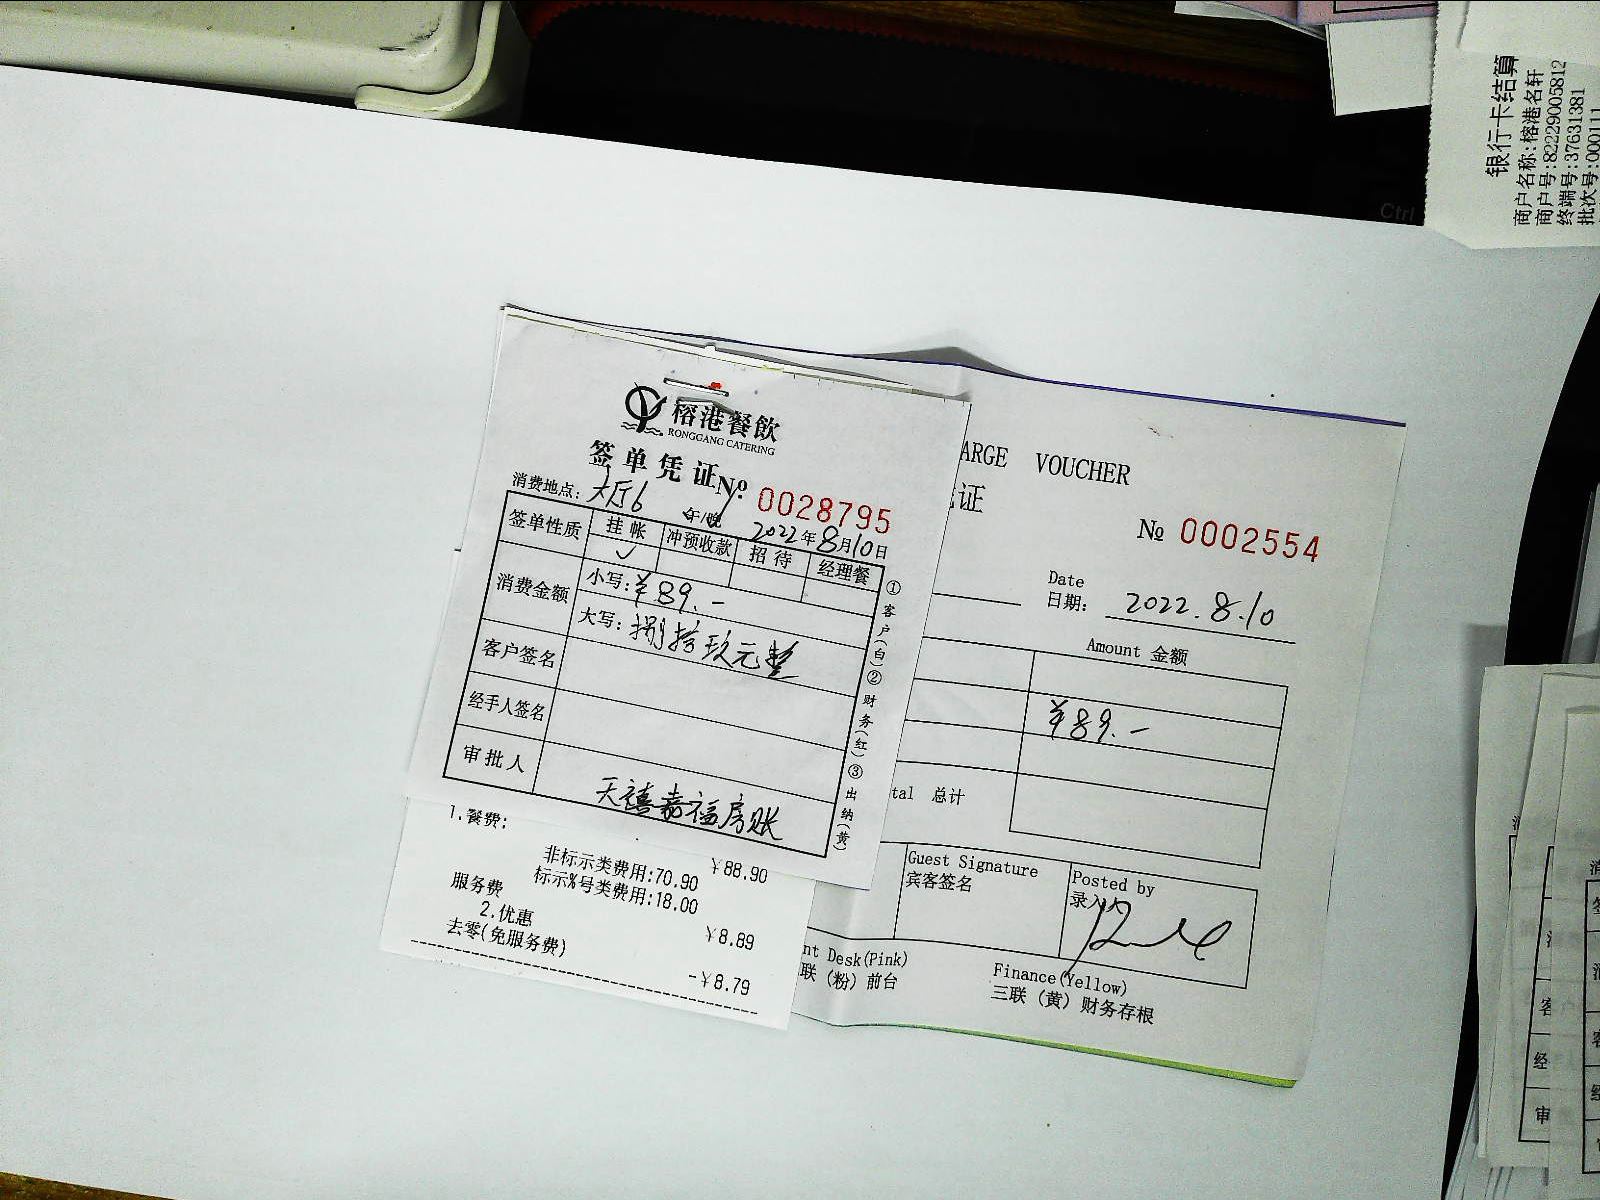 榕港餐飲
RONGGANG CATERING
签单凭证№ 0028795
消费地点：大厅6 午/晚 2022年8月10日
签单性质 挂帐 冲预收款 招待 经理餐
✓
消费金额 小写：￥89.－
大写：捌拾玖元整
客户签名
经手人签名
审批人
天禧嘉福房账
①客户(白)②财务(红)③出纳(黄)
1.餐费:
￥88.90
非标示类费用:70.90
标示%号类费用:18.00
服务费 ￥8.89
2.优惠
去零(免服务费) -￥8.79
ARGE VOUCHER
证
№ 0002554
Date
日期： 2022.8.10
Amount 金额
￥89.－
tal 总计
Guest Signature
宾客签名
Posted by
录入人
nt Desk(Pink)
联（粉）前台
Finance(Yellow)
三联（黄）财务存根
银行卡结算
商户名称:榕港名轩
商户号:82229005812
终端号:37631381
批次号:000111
Ctrl
客
经
审